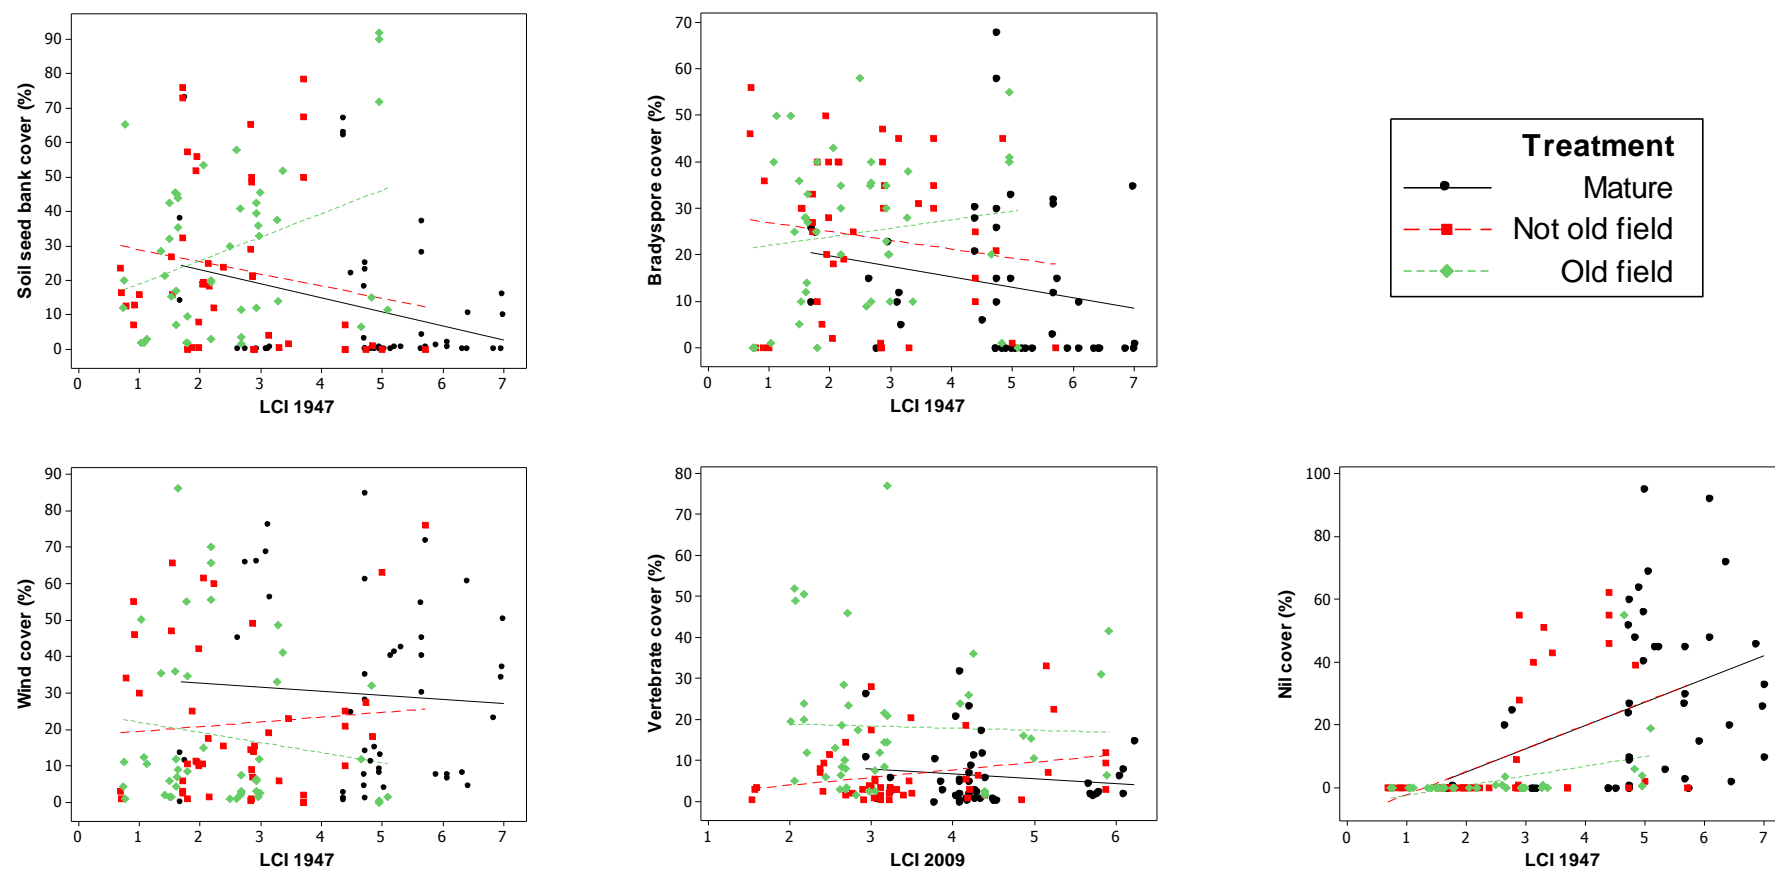 90
80
70
60
50
40
30
20
10
0
0 1 2 3 4 5 6 7
Soil seed bank cover (%)
LCI 1947
70
60
50
40
30
20
10
0
0 1 2 3 4 5 6 7
Bradyspore cover (%)
LCI 1947
Treatment
Mature
Not old field
Old field
90
80
70
60
50
40
30
20
10
0
0 1 2 3 4 5 6 7
Wind cover (%)
LCI 1947
80
70
60
50
40
30
20
10
0
1 2 3 4 5 6
Vertebrate cover (%)
LCI 2009
100
80
60
40
20
0
0 1 2 3 4 5 6 7
Nil cover (%)
LCI 1947